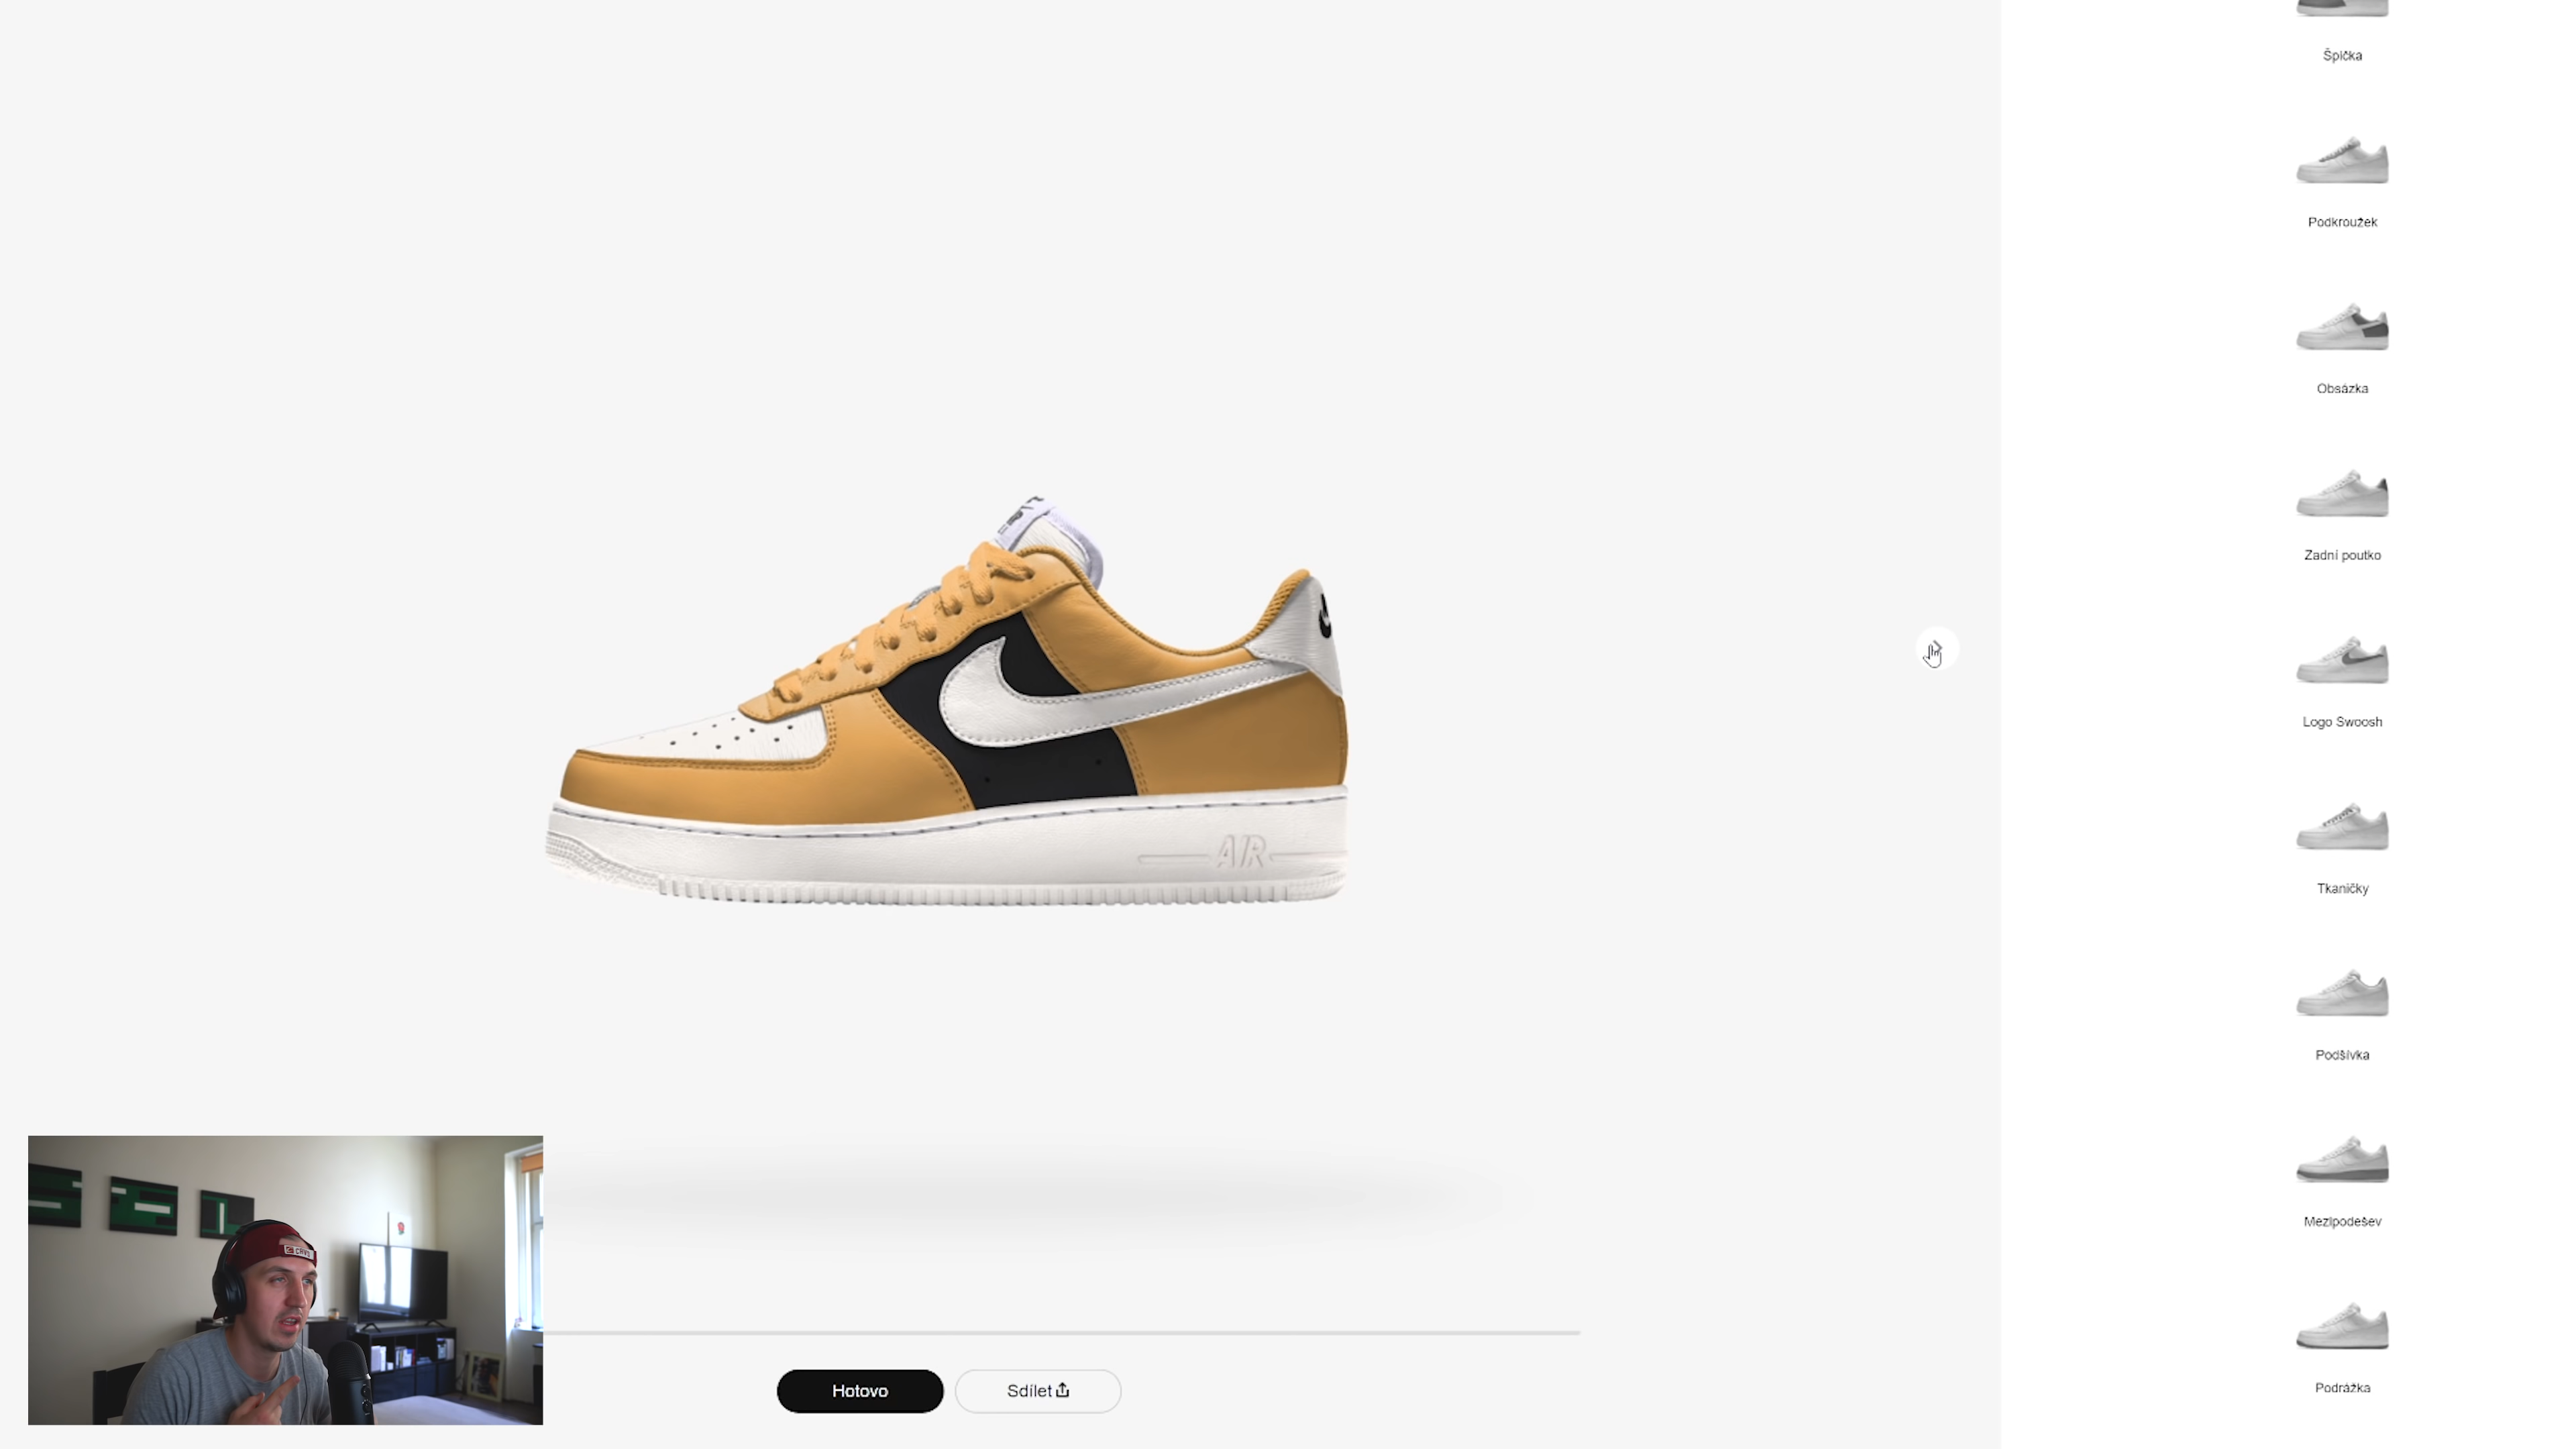 Špička
Podkroužek
Obsázka
Zadní poutko
Logo Swoosh
AIR
Tkaničky
Podšívka
Mezipodešev
Podrážka
Hotovo
Sdílet